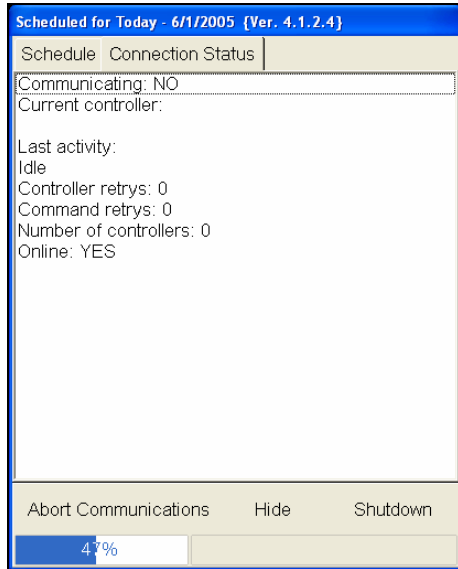 Scheduled for Today - 6/1/2005 {Ver. 4.1.2.4}
Schedule Connection Status
Communicating: NO
Current controller:
Last activity:
Idle
Controller retrys: 0
Command retrys: 0
Number of controllers: 0
Online: YES
Abort Communications Hide Shutdown
47%